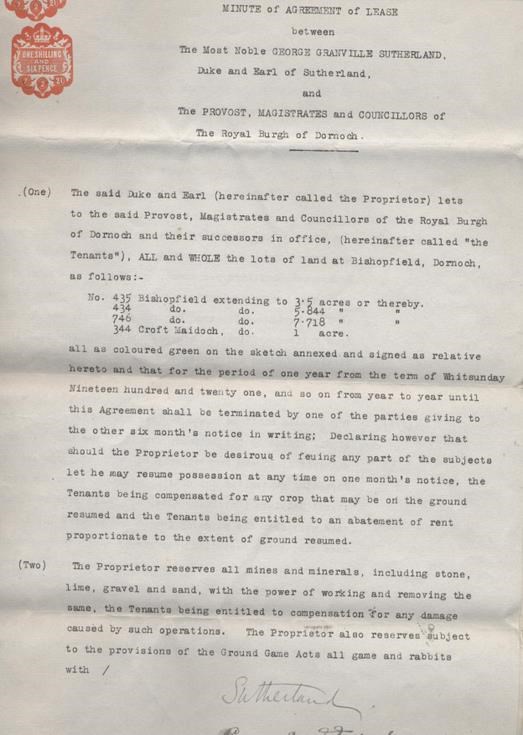 ONE SHILLING
AND
SIXPENCE
MINUTE of AGREEMENT of LEASE
between
The Most Noble GEORGE GRANVILLE SUTHERLAND,
Duke and Earl of Sutherland,
and
The PROVOST, MAGISTRATES and COUNCILLORS of
The Royal Burgh of Dornoch.
(One) The said Duke and Earl (hereinafter called the Proprietor) lets
to the said Provost, Magistrates and Councillors of the Royal Burgh
of Dornoch and their successors in office, (hereinafter called "the
Tenants"), ALL and WHOLE the lots of land at Bishopfield, Dornoch,
as follows:-
No. 435 Bishopfield extending to 3·5 acres or thereby.
434 do. do. 5·844 " "
746 do. do. 7·718 " "
344 Croft Maidoch, do. 1 acre.
all as coloured green on the sketch annexed and signed as relative
hereto and that for the period of one year from the term of Whitsunday
Nineteen hundred and twenty one, and so on from year to year until
this Agreement shall be terminated by one of the parties giving to
the other six month's notice in writing; Declaring however that
should the Proprietor be desirous of feuing any part of the subjects
let he may resume possession at any time on one month's notice, the
Tenants being compensated for any crop that may be on the ground
resumed and the Tenants being entitled to an abatement of rent
proportionate to the extent of ground resumed.
(Two) The Proprietor reserves all mines and minerals, including stone,
lime, gravel and sand, with the power of working and removing the
same, the Tenants being entitled to compensation for any damage
caused by such operations. The Proprietor also reserves subject
to the provisions of the Ground Game Acts all game and rabbits
with /
Sutherland.